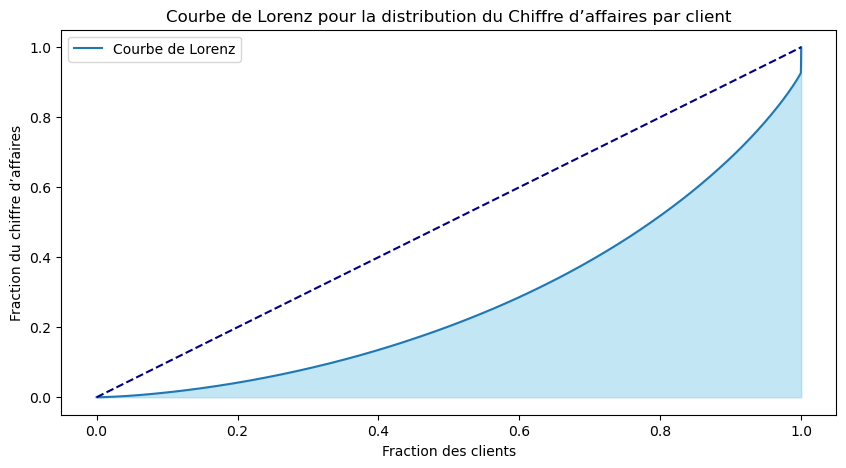 Courbe de Lorenz pour la distribution du Chiffre d’affaires par client
Courbe de Lorenz
1.0
0.8
0.6
0.4
0.2
0.0
Fraction du chiffre d’affaires
0.0 0.2 0.4 0.6 0.8 1.0
Fraction des clients